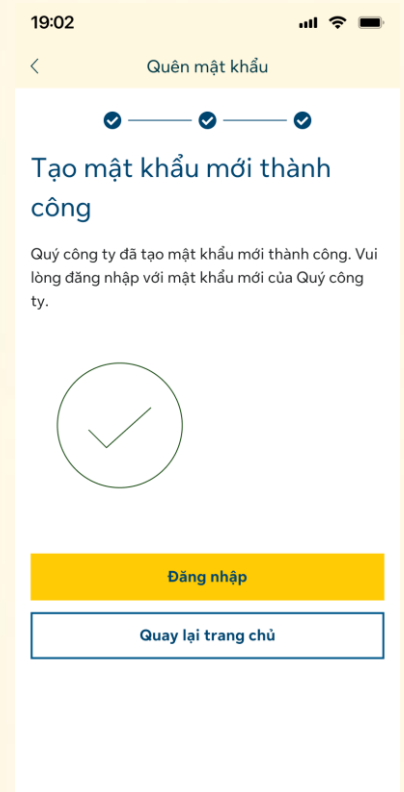 19:02
Quên mật khẩu
Tạo mật khẩu mới thành
công
Quý công ty đã tạo mật khẩu mới thành công. Vui
lòng đăng nhập với mật khẩu mới của Quý công
ty.
Đăng nhập
Quay lại trang chủ